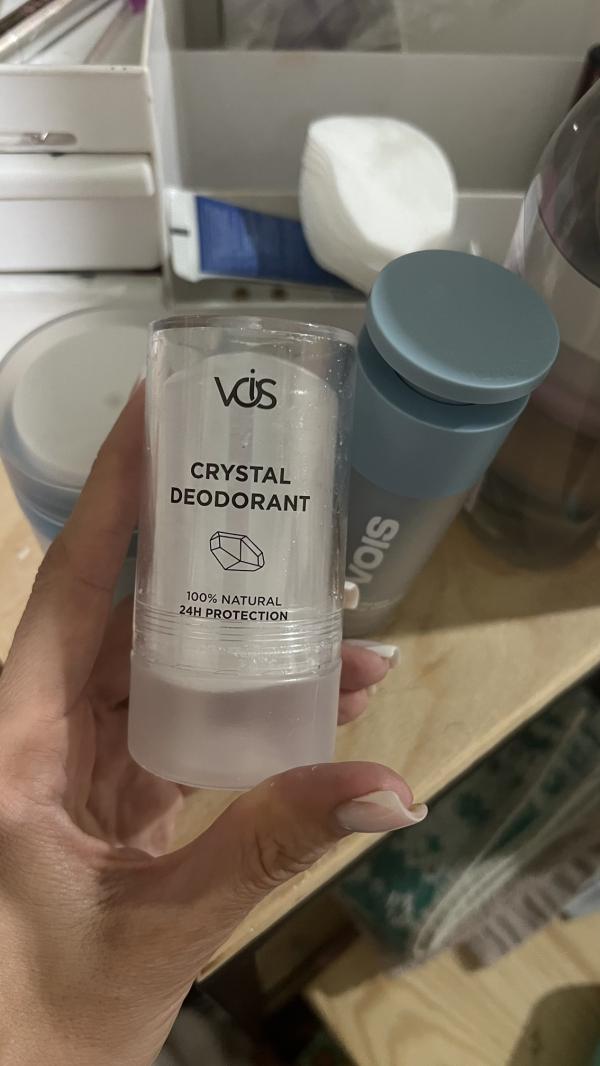 VOIS
CRYSTAL
DEODORANT
100% NATURAL
24H PROTECTION
VOIS